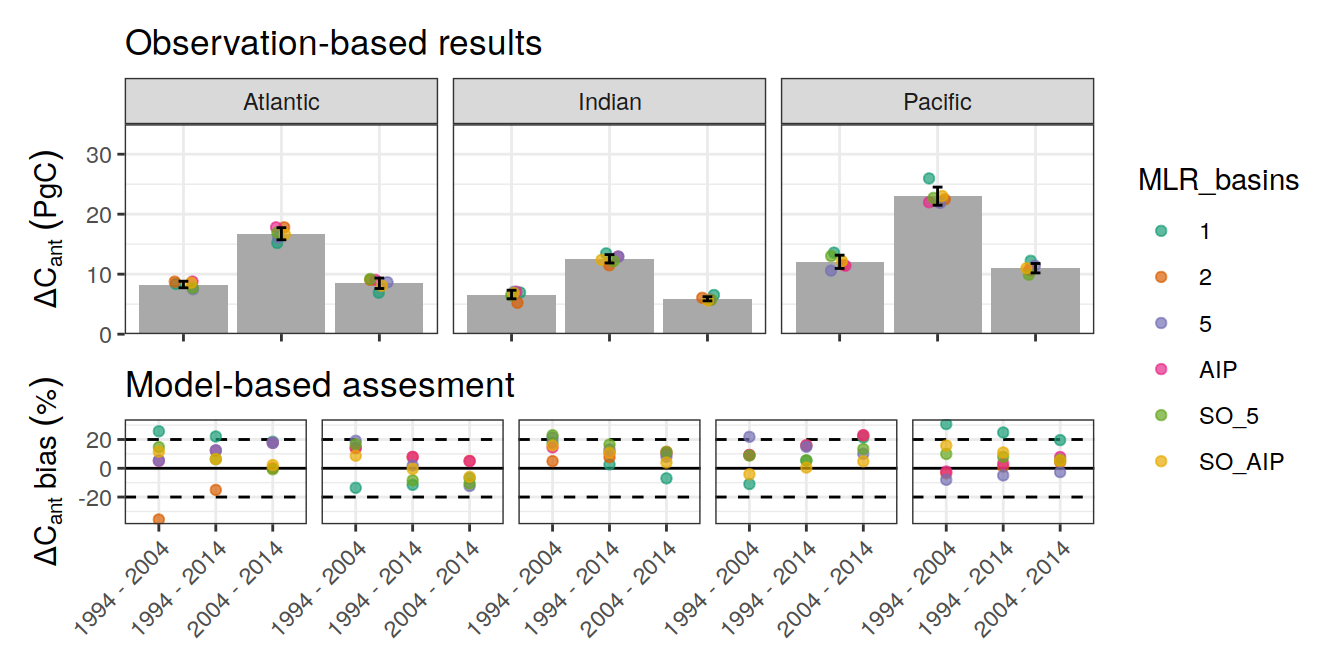 Observation-based results
Atlantic
Indian
Pacific
ΔCant (PgC)
30
20
10
0
Model-based assesment
ΔCant bias (%)
20
0
-20
1994 - 2004
1994 - 2014
2004 - 2014
1994 - 2004
1994 - 2014
2004 - 2014
1994 - 2004
1994 - 2014
2004 - 2014
1994 - 2004
1994 - 2014
2004 - 2014
1994 - 2004
1994 - 2014
2004 - 2014
MLR_basins
1
2
5
AIP
SO_5
SO_AIP